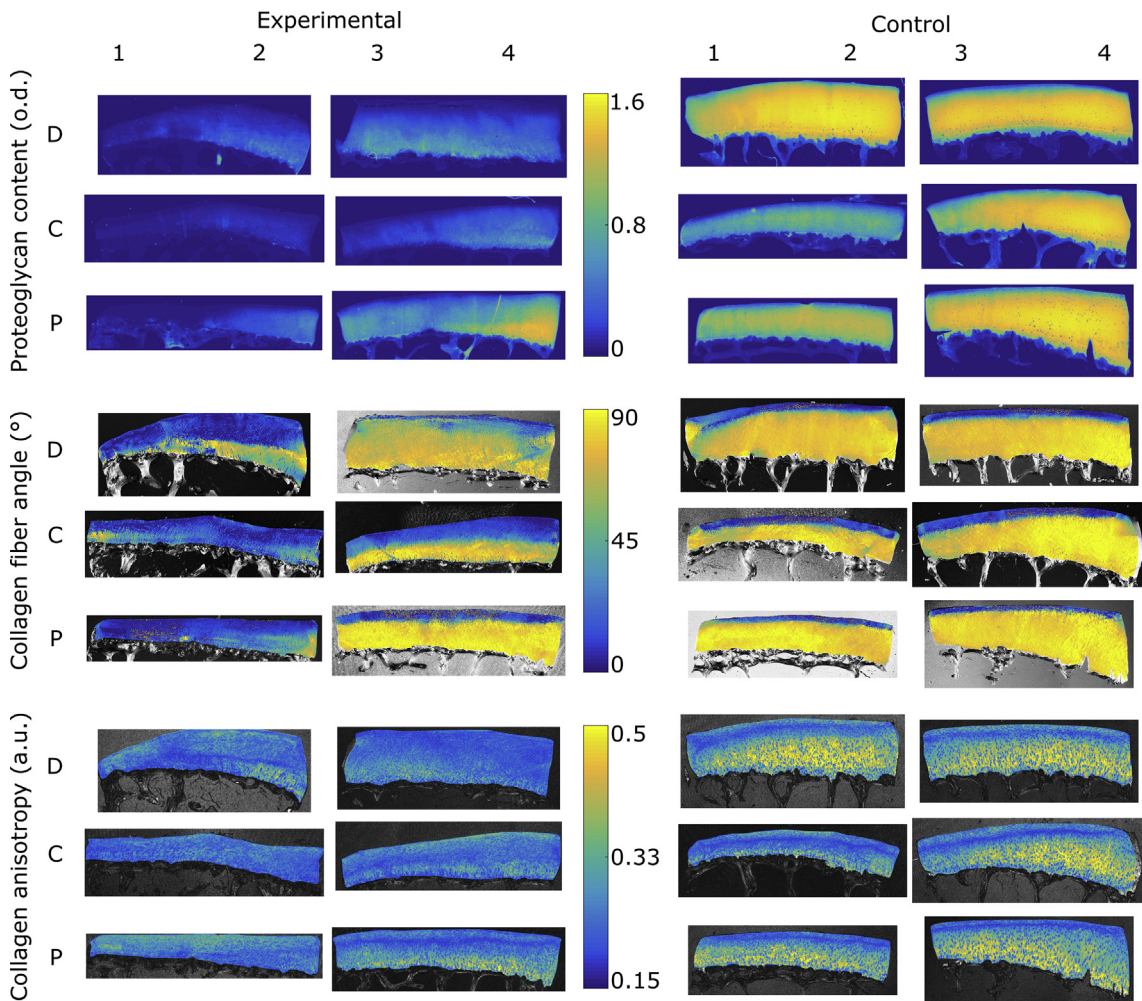 Experimental
Control
1 2 3 4
1 2 3 4
Proteoglycan content (o.d.)
D
C
P
1.6
0.8
0
Collagen fiber angle (°)
D
C
P
90
45
0
Collagen anisotropy (a.u.)
D
C
P
0.5
0.33
0.15